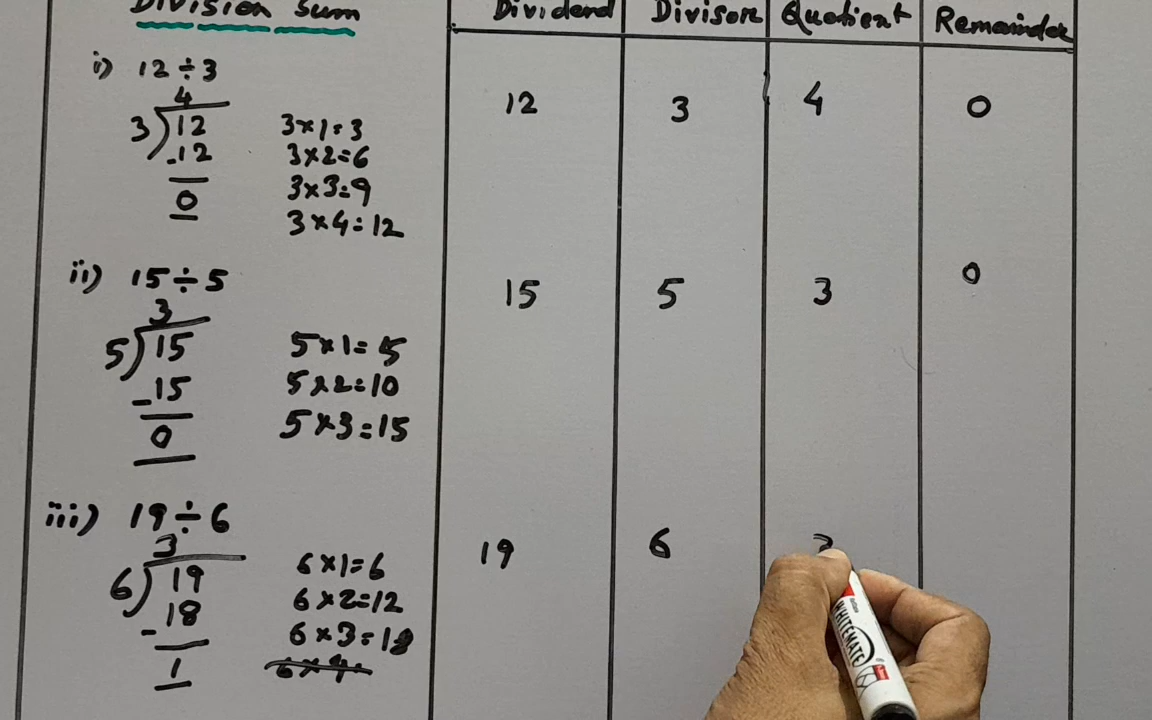 Division Sum
Dividend Divisor Quotient Remainder
i) 12÷3
4
3)12
-12
0
3×1=3
3×2=6
3×3=9
3×4=12
12 3 4 0
ii) 15÷5
3
5)15
-15
0
5×1=5
5×2=10
5×3=15
15 5 3 0
iii) 19÷6
3
6)19
-18
1
6×1=6
6×2=12
6×3=18
19 6
WHITEMATE